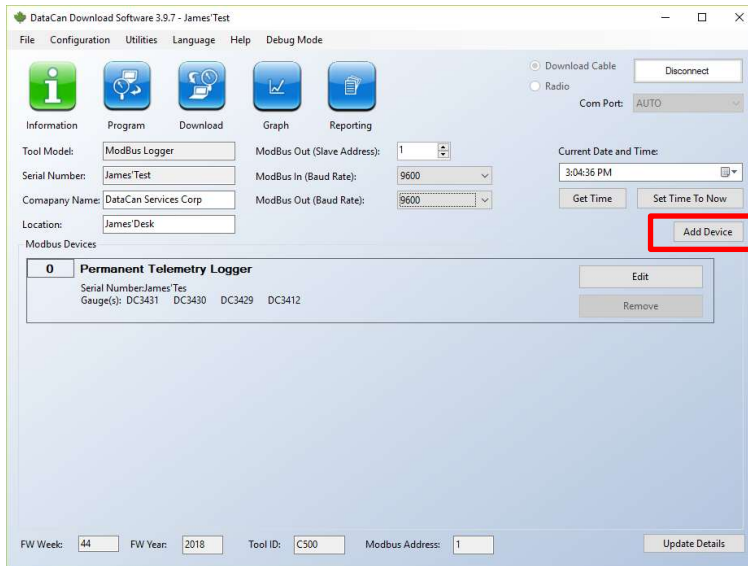 DataCan Download Software 3.9.7 - James'Test
File Configuration Utilities Language Help Debug Mode
Download Cable
Disconnect
Radio
Com Port: AUTO
Information Program Download Graph Reporting
Tool Model: ModBus Logger ModBus Out (Slave Address): 1 Current Date and Time:
Serial Number: James'Test ModBus In (Baud Rate): 9600 3:04:36 PM
Comapany Name: DataCan Services Corp ModBus Out (Baud Rate): 9600 Get Time Set Time To Now
Location: James'Desk
Add Device
Modbus Devices
0 Permanent Telemetry Logger
Edit
Serial Number:James'Tes
Gauge(s): DC3431 DC3430 DC3429 DC3412
Remove
FW Week: 44 FW Year: 2018 Tool ID: C500 Modbus Address: 1 Update Details